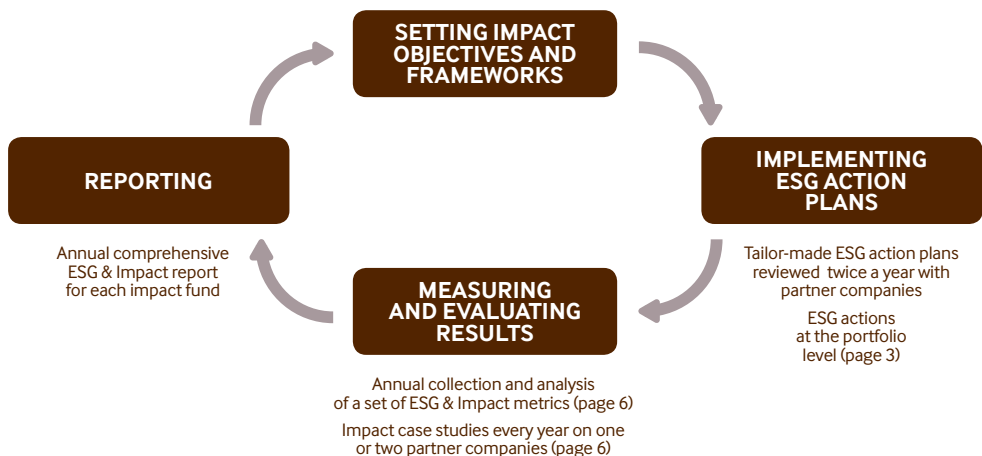 SETTING IMPACT
OBJECTIVES AND
FRAMEWORKS
IMPLEMENTING
ESG ACTION
PLANS
Tailor-made ESG action plans
reviewed twice a year with
partner companies
ESG actions
at the portfolio
level (page 3)
MEASURING
AND EVALUATING
RESULTS
Annual collection and analysis
of a set of ESG & Impact metrics (page 6)
Impact case studies every year on one
or two partner companies (page 6)
REPORTING
Annual comprehensive
ESG & Impact report
for each impact fund